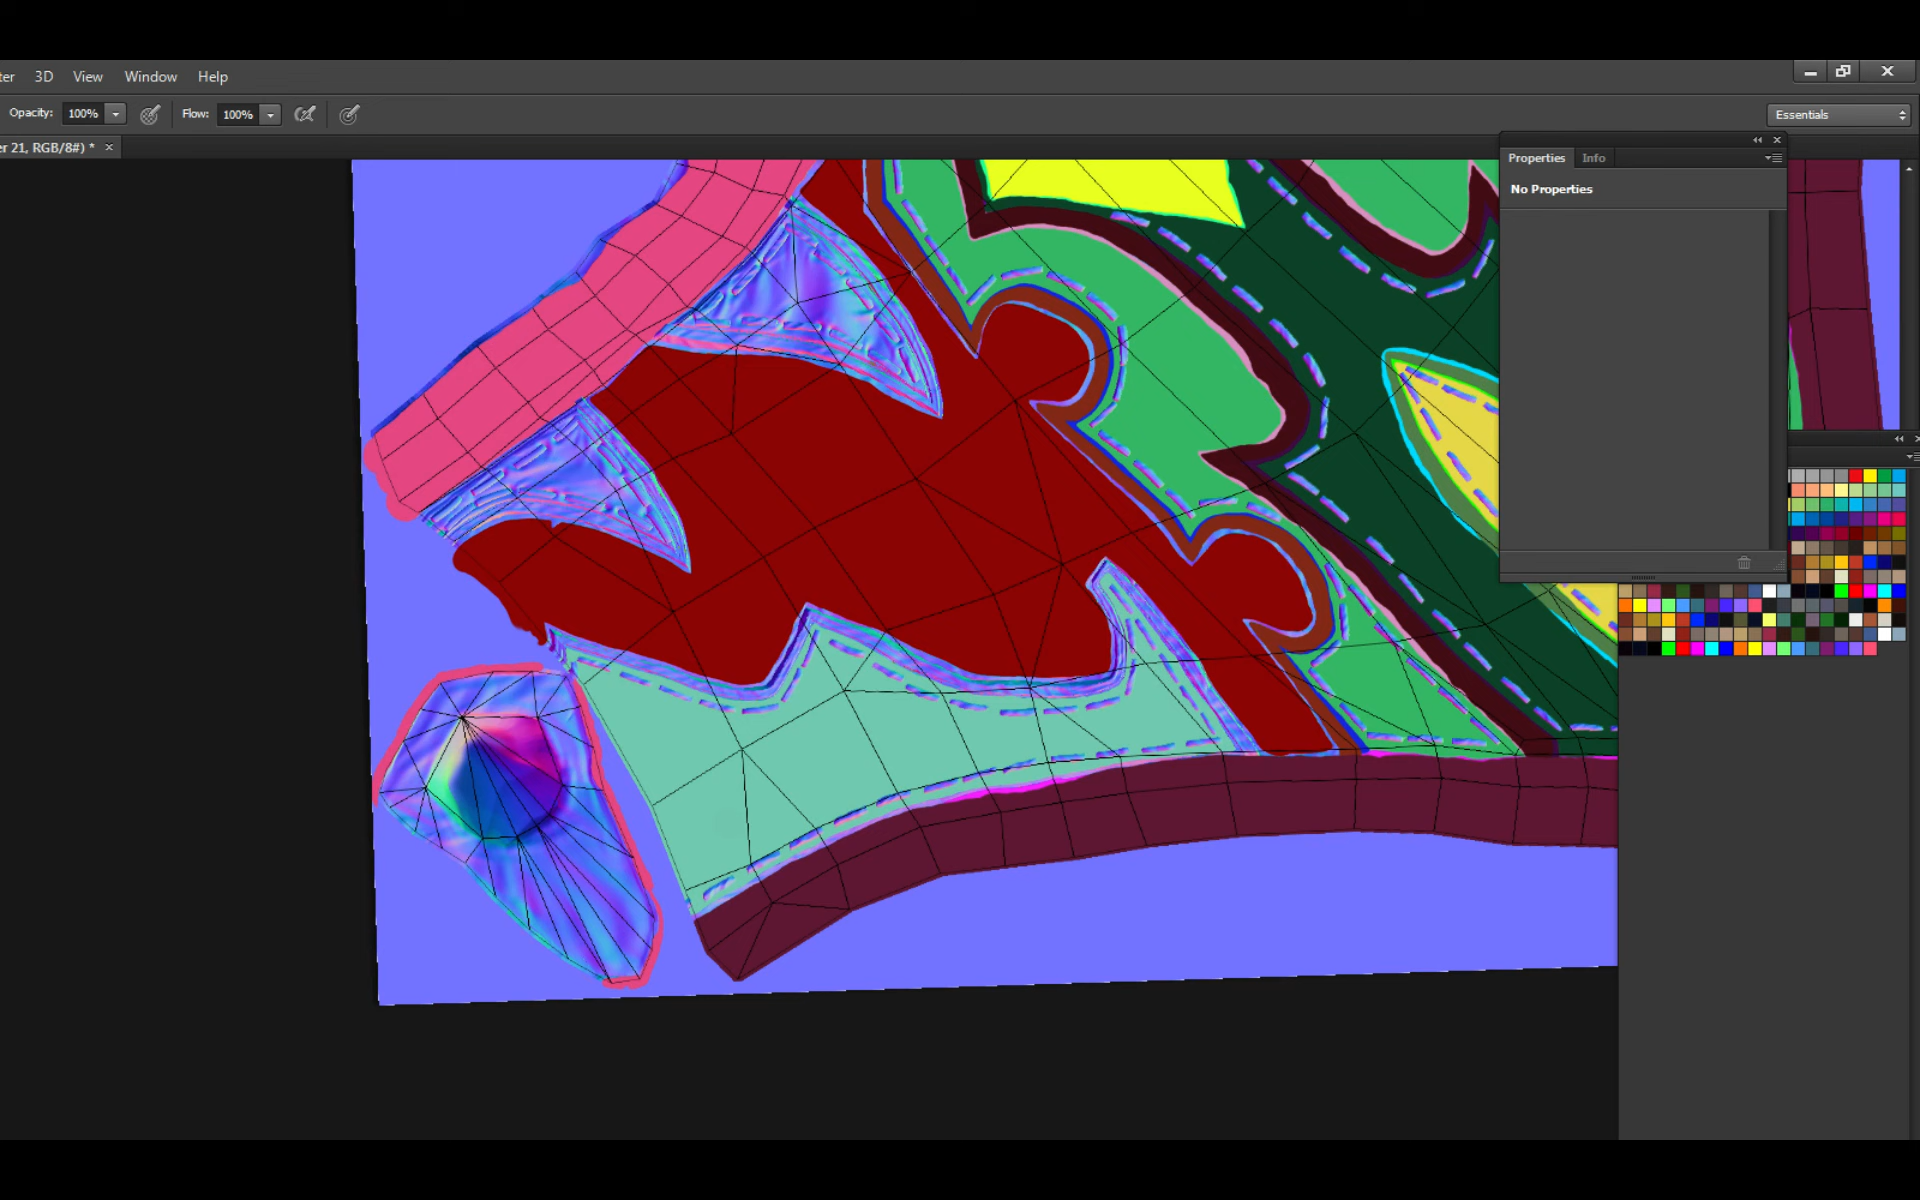 ter 3D View Window Help
Opacity: 100% Flow: 100% Essentials
er 21, RGB/8#) * ×
Properties Info
No Properties